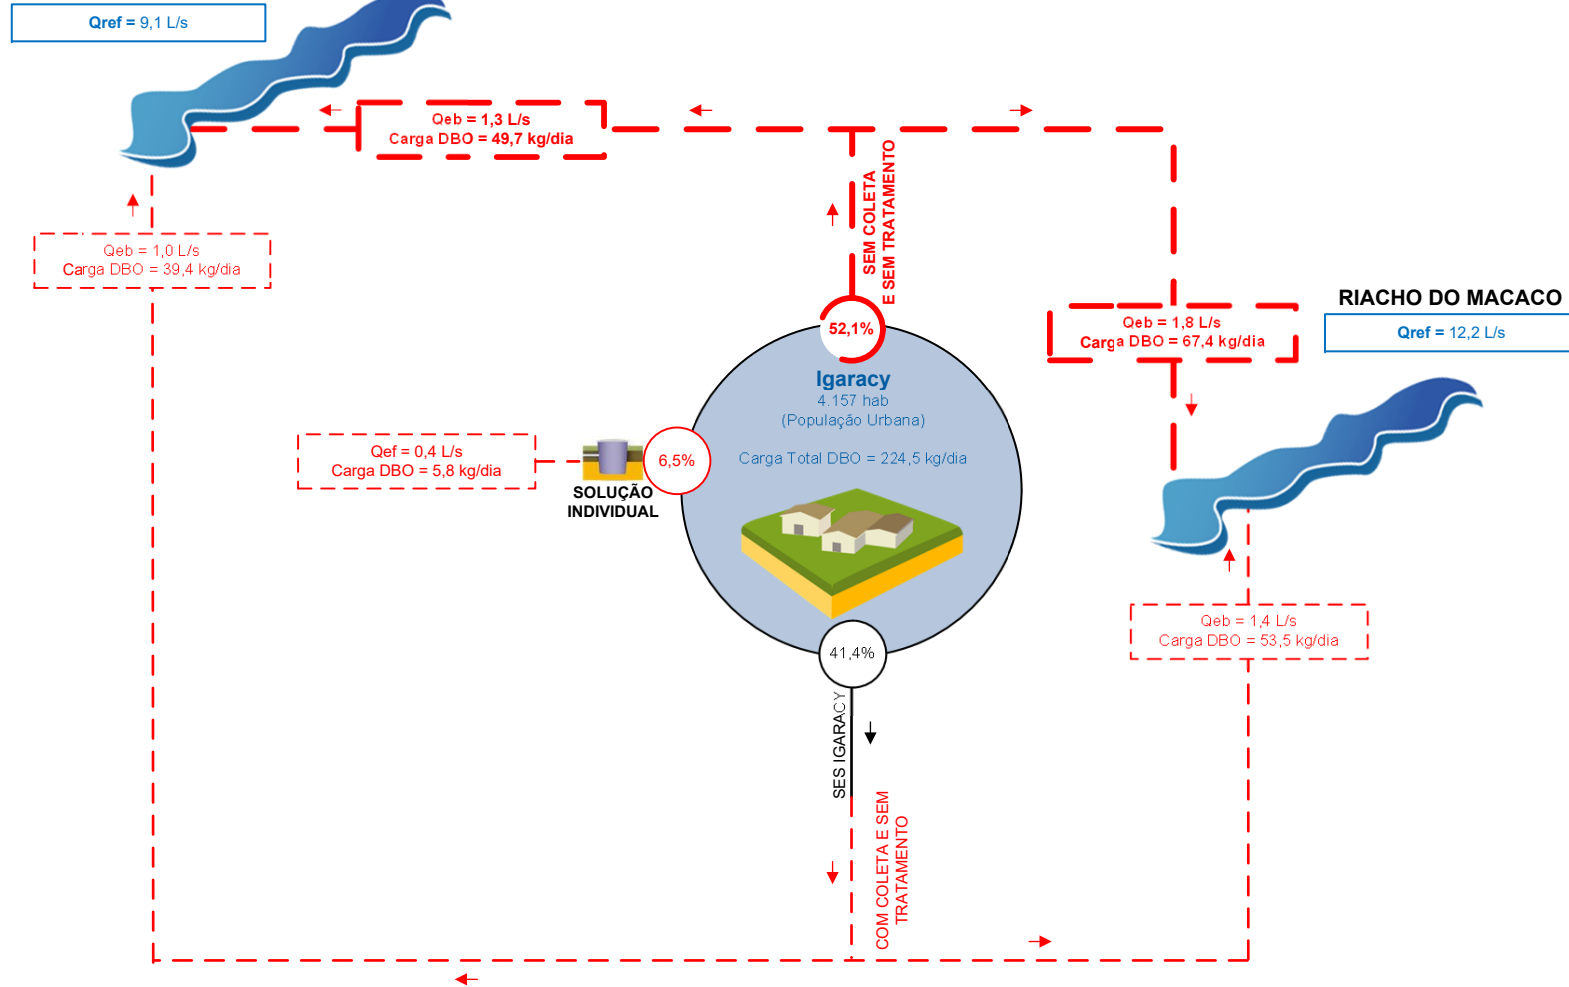 Qref = 9,1 L/s
Qeb = 1,3 L/s
Carga DBO = 49,7 kg/dia
SEM COLETA
E SEM TRATAMENTO
Qeb = 1,0 L/s
Carga DBO = 39,4 kg/dia
RIACHO DO MACACO
Qref = 12,2 L/s
Qeb = 1,8 L/s
Carga DBO = 67,4 kg/dia
52,1%
Igaracy
4.157 hab
(População Urbana)
Carga Total DBO = 224,5 kg/dia
Qef = 0,4 L/s
Carga DBO = 5,8 kg/dia
6,5%
SOLUÇÃO
INDIVIDUAL
Qeb = 1,4 L/s
Carga DBO = 53,5 kg/dia
41,4%
SES IGARACY
COM COLETA E SEM
TRATAMENTO